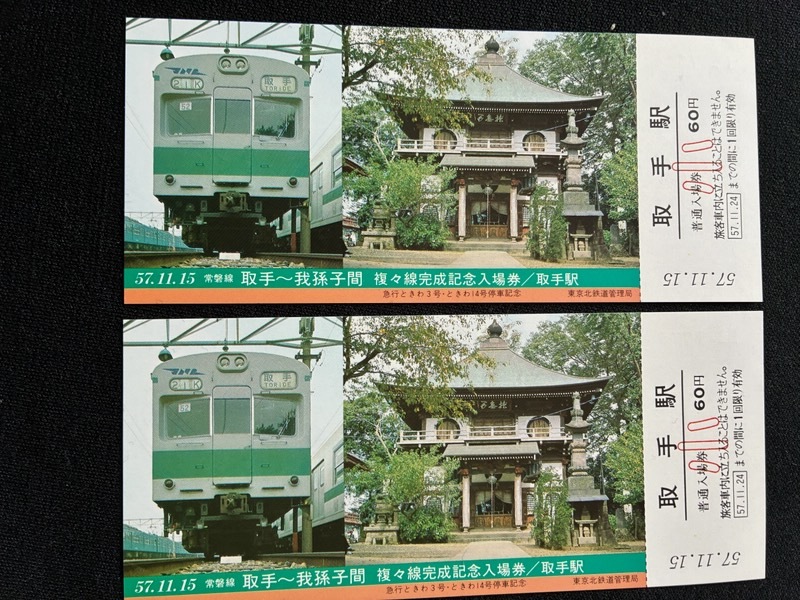 21K
取手
TORIDE
52
57.11.15 常磐線 取手～我孫子間 複々線完成記念入場券／取手駅
急行ときわ3号・ときわ14号停車記念 東京北鉄道管理局
取手駅
普通入場券 60円
旅客車内に立ち入ることはできません。
57.11.24 までの間に1回限り有効
57.11.15
21K
取手
TORIDE
52
57.11.15 常磐線 取手～我孫子間 複々線完成記念入場券／取手駅
急行ときわ3号・ときわ14号停車記念 東京北鉄道管理局
取手駅
普通入場券 60円
旅客車内に立ち入ることはできません。
57.11.24 までの間に1回限り有効
57.11.15